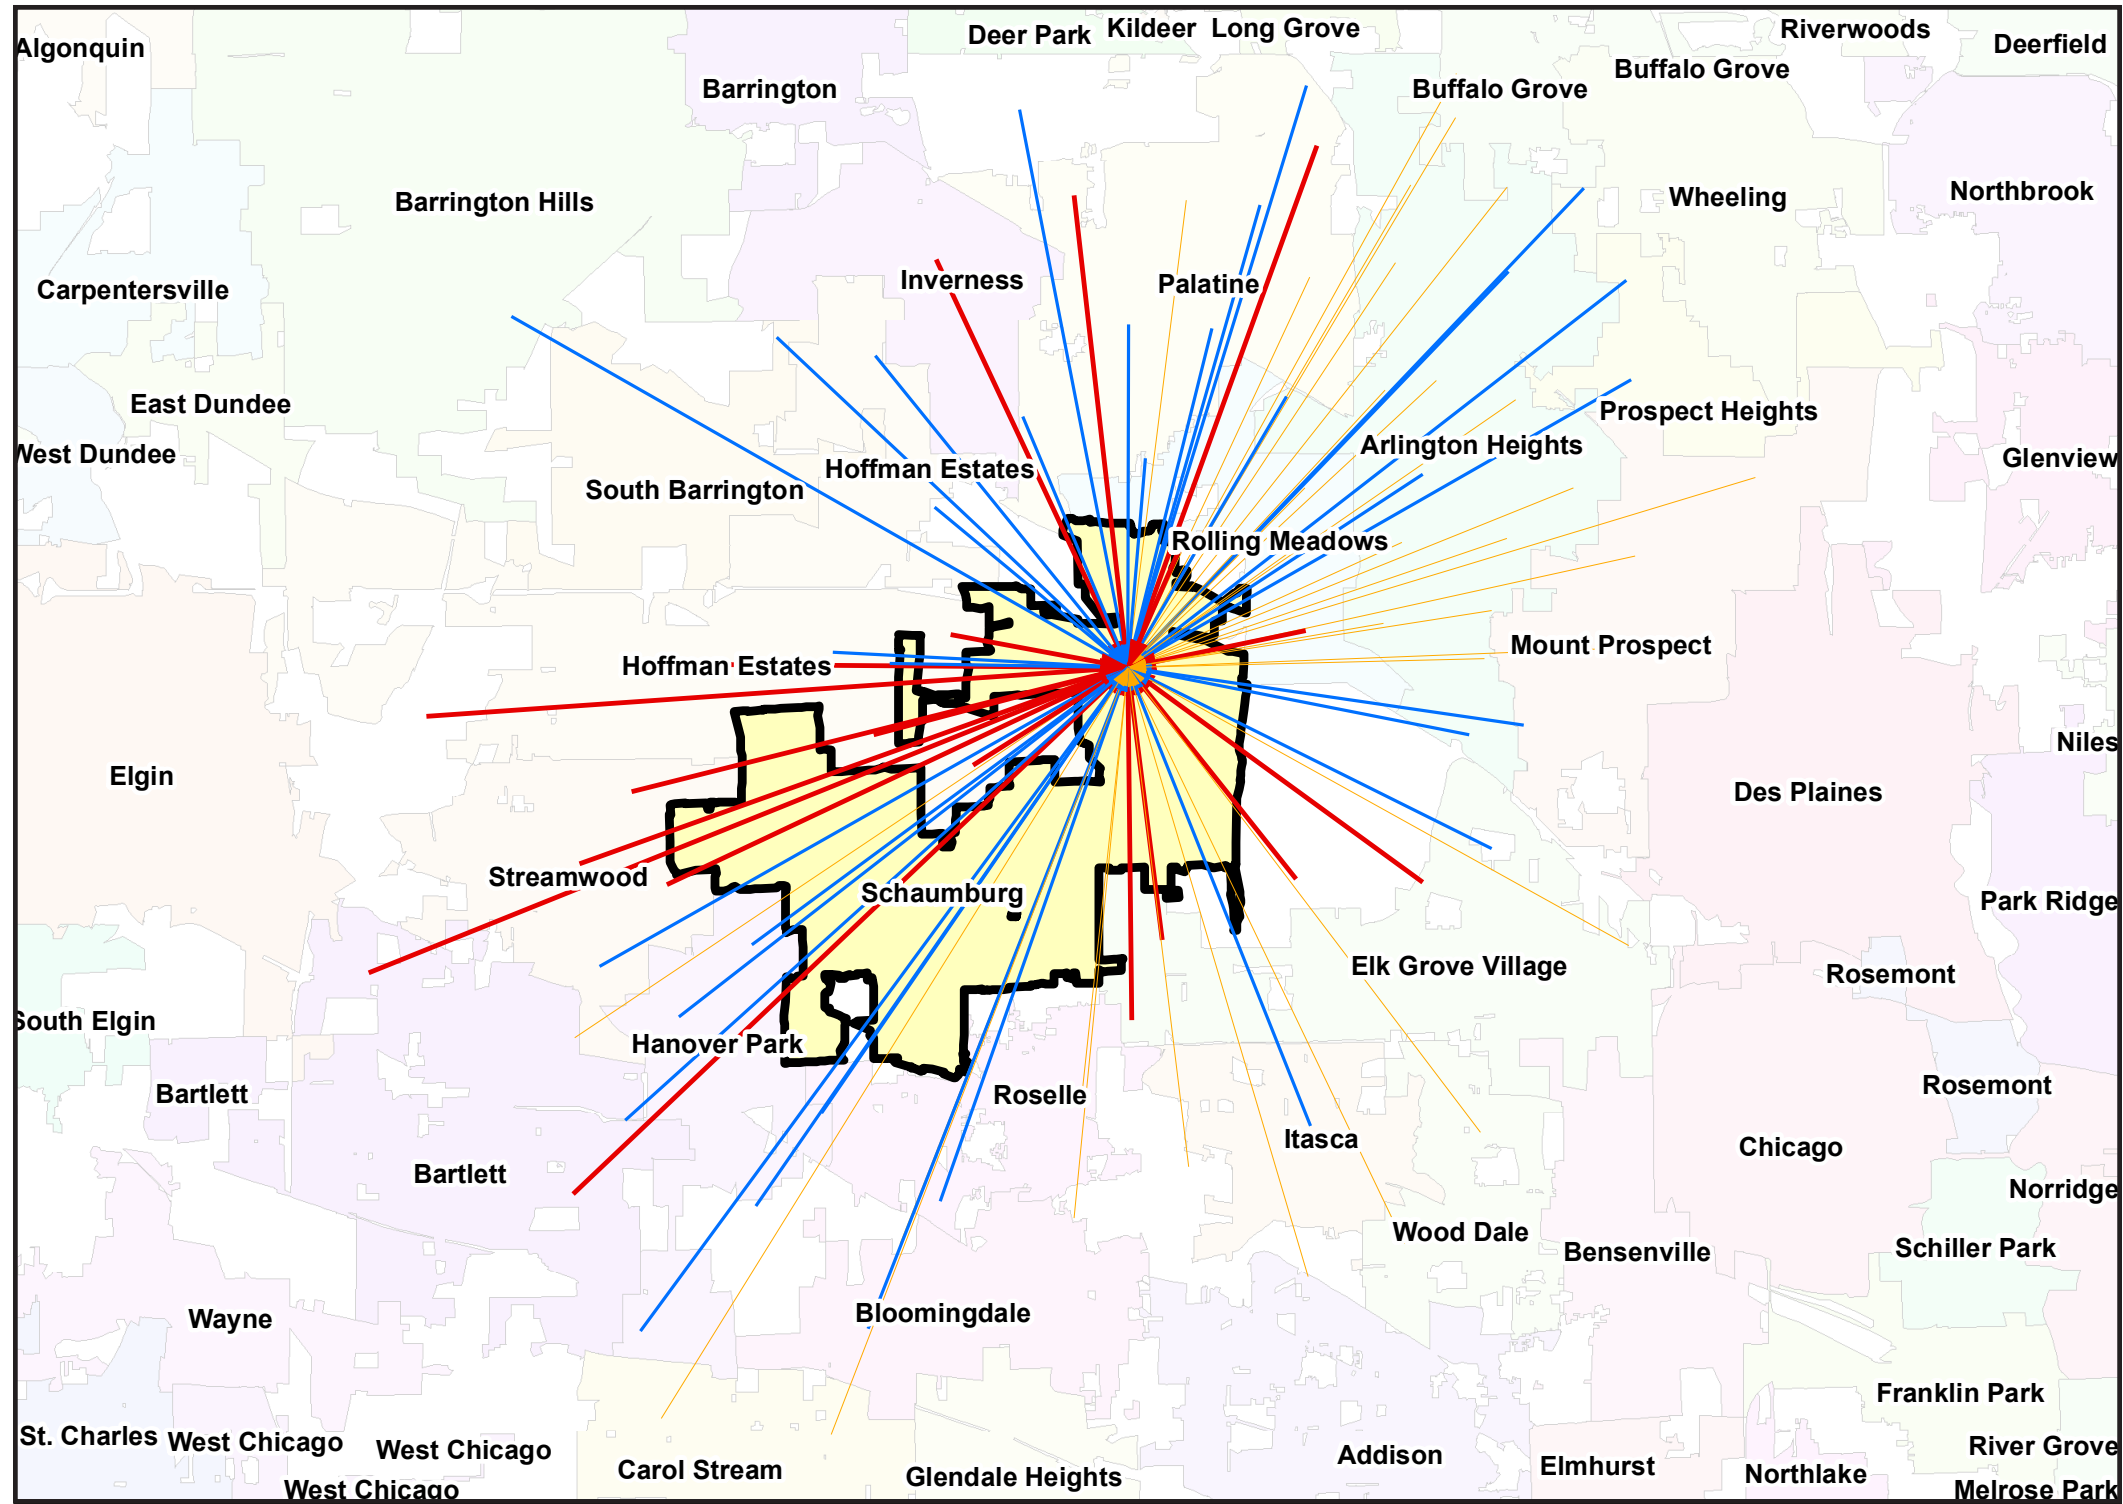 Deer Park
Kildeer
Long Grove
Riverwoods
Deerfield
Algonquin
Buffalo Grove
Barrington
Buffalo Grove
Northbrook
Wheeling
Barrington Hills
Inverness
Palatine
Carpentersville
East Dundee
Prospect Heights
Arlington Heights
West Dundee
Glenview
Hoffman Estates
South Barrington
Rolling Meadows
Mount Prospect
Hoffman Estates
Niles
Elgin
Des Plaines
Streamwood
Schaumburg
Park Ridge
Elk Grove Village
Rosemont
South Elgin
Hanover Park
Rosemont
Bartlett
Roselle
Itasca
Chicago
Bartlett
Norridge
Wood Dale
Bensenville
Schiller Park
Bloomingdale
Wayne
Franklin Park
St. Charles
West Chicago
West Chicago
River Grove
Addison
Elmhurst
Carol Stream
Glendale Heights
Northlake
West Chicago
Melrose Park